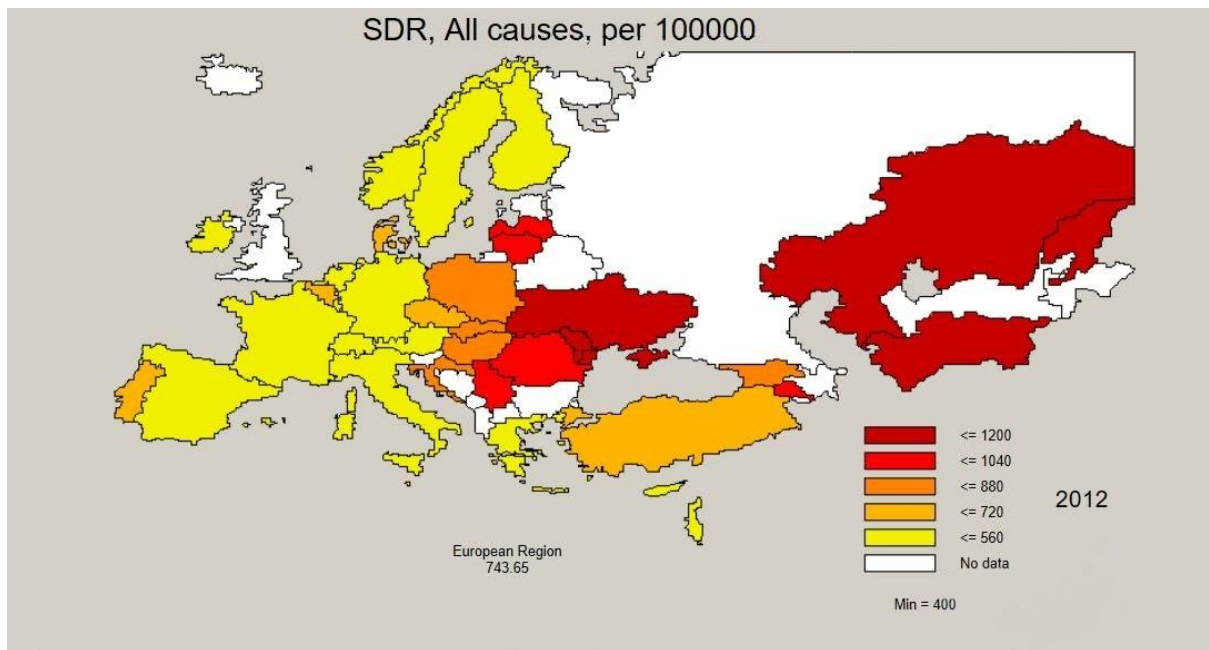 SDR, All causes, per 100000
<= 1200
<= 1040
<= 880
<= 720
<= 560
No data
2012
European Region
743.65
Min = 400